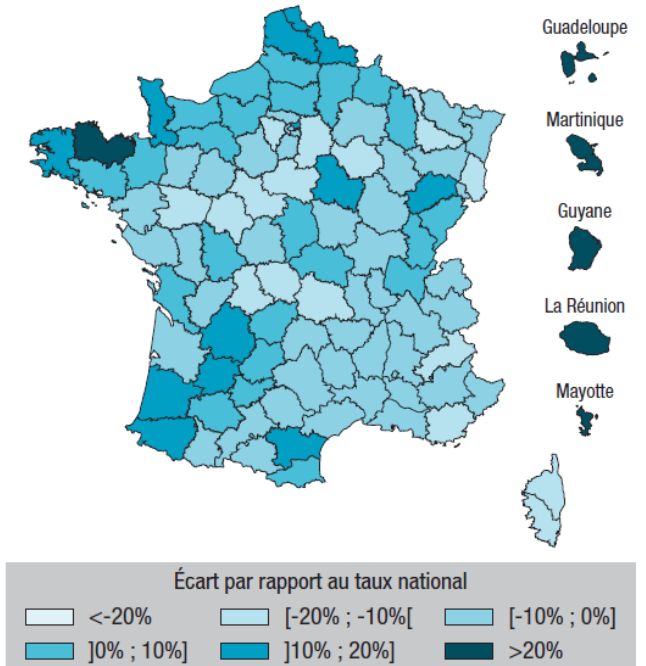 Guadeloupe
Martinique
Guyane
La Réunion
Mayotte
Écart par rapport au taux national
<-20% [-20% ; -10%[ [-10% ; 0%]
]0% ; 10%] ]10% ; 20%] >20%